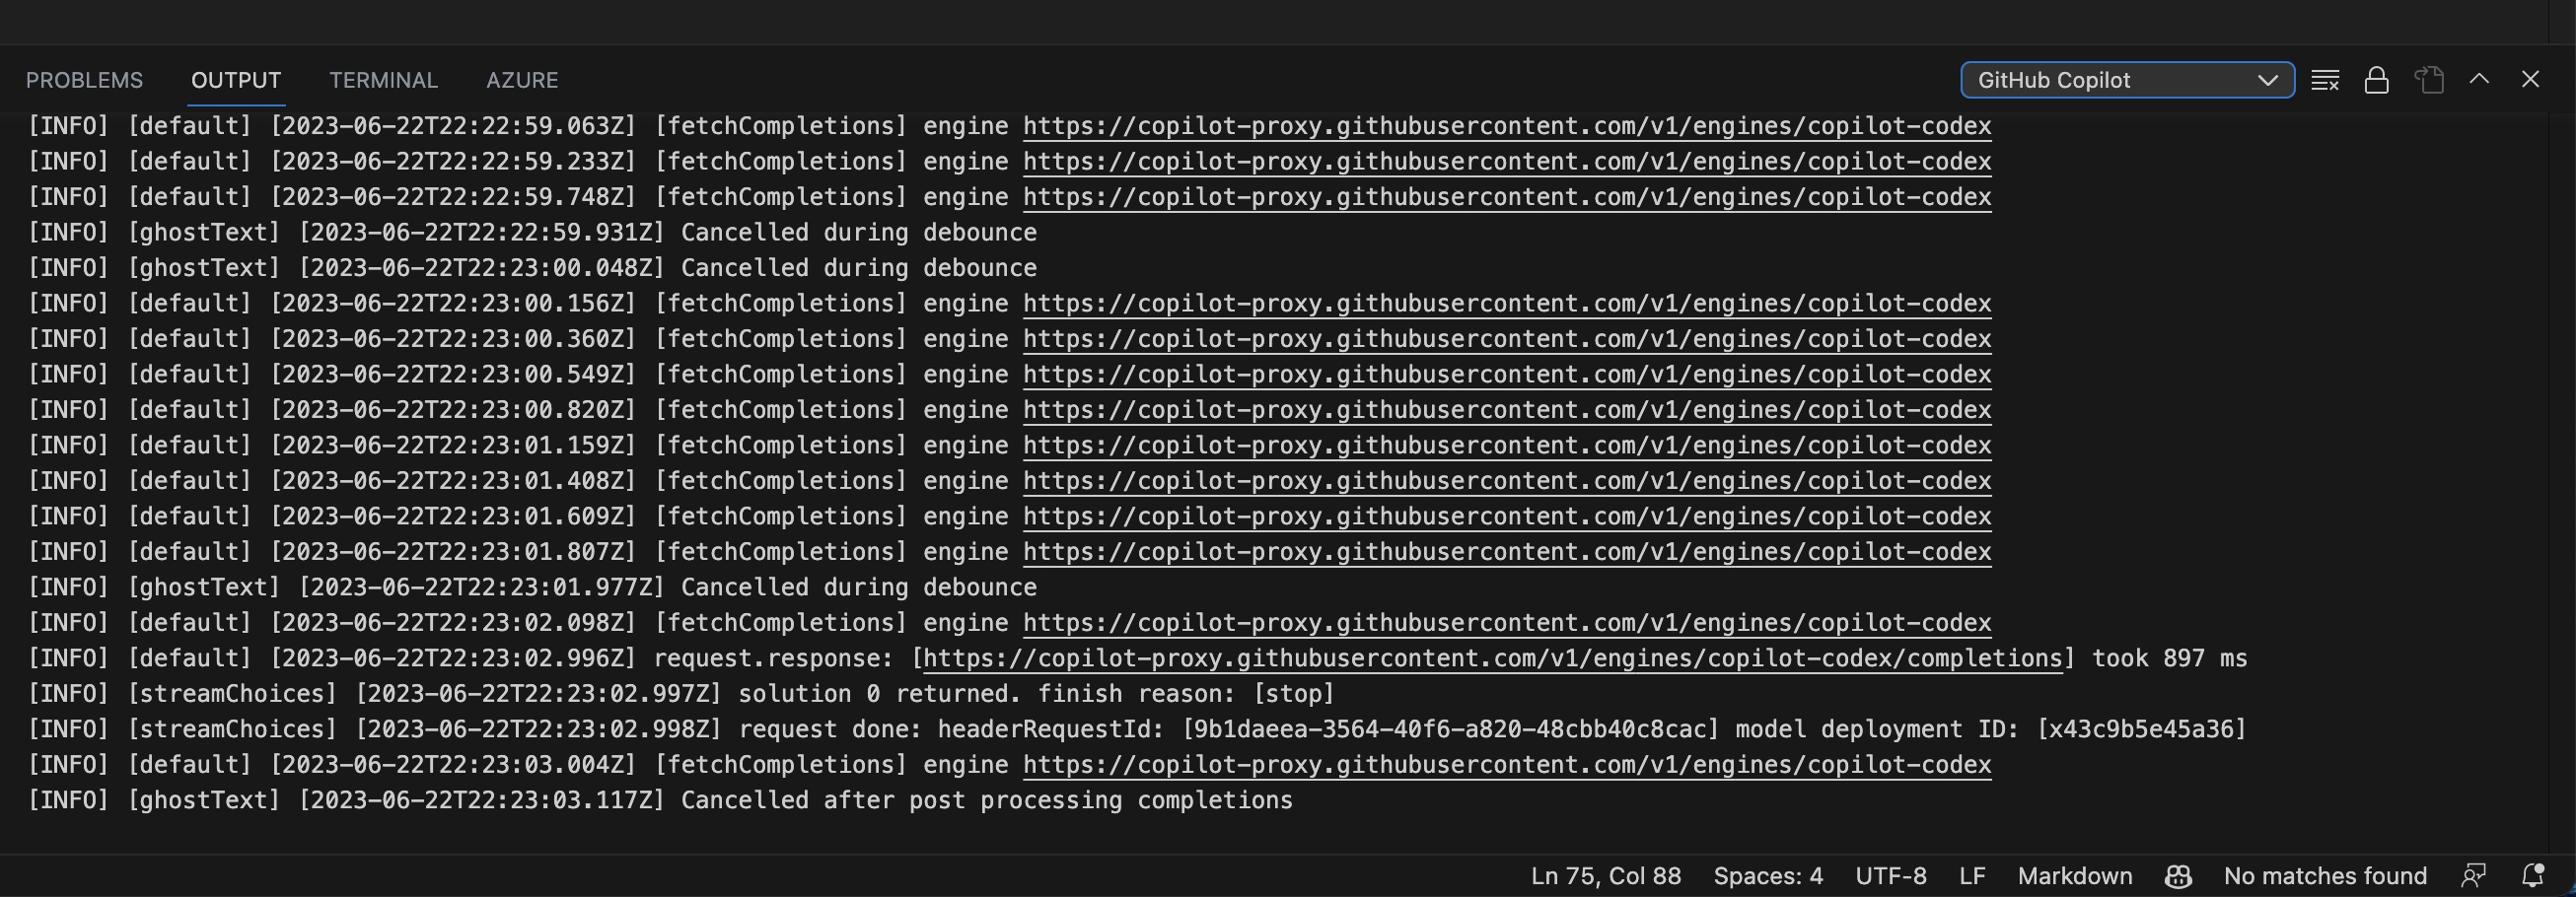 PROBLEMS OUTPUT TERMINAL AZURE GitHub Copilot
[INFO] [default] [2023-06-22T22:22:59.063Z] [fetchCompletions] engine https://copilot-proxy.githubusercontent.com/v1/engines/copilot-codex
[INFO] [default] [2023-06-22T22:22:59.233Z] [fetchCompletions] engine https://copilot-proxy.githubusercontent.com/v1/engines/copilot-codex
[INFO] [default] [2023-06-22T22:22:59.748Z] [fetchCompletions] engine https://copilot-proxy.githubusercontent.com/v1/engines/copilot-codex
[INFO] [ghostText] [2023-06-22T22:22:59.931Z] Cancelled during debounce
[INFO] [ghostText] [2023-06-22T22:23:00.048Z] Cancelled during debounce
[INFO] [default] [2023-06-22T22:23:00.156Z] [fetchCompletions] engine https://copilot-proxy.githubusercontent.com/v1/engines/copilot-codex
[INFO] [default] [2023-06-22T22:23:00.360Z] [fetchCompletions] engine https://copilot-proxy.githubusercontent.com/v1/engines/copilot-codex
[INFO] [default] [2023-06-22T22:23:00.549Z] [fetchCompletions] engine https://copilot-proxy.githubusercontent.com/v1/engines/copilot-codex
[INFO] [default] [2023-06-22T22:23:00.820Z] [fetchCompletions] engine https://copilot-proxy.githubusercontent.com/v1/engines/copilot-codex
[INFO] [default] [2023-06-22T22:23:01.159Z] [fetchCompletions] engine https://copilot-proxy.githubusercontent.com/v1/engines/copilot-codex
[INFO] [default] [2023-06-22T22:23:01.408Z] [fetchCompletions] engine https://copilot-proxy.githubusercontent.com/v1/engines/copilot-codex
[INFO] [default] [2023-06-22T22:23:01.609Z] [fetchCompletions] engine https://copilot-proxy.githubusercontent.com/v1/engines/copilot-codex
[INFO] [default] [2023-06-22T22:23:01.807Z] [fetchCompletions] engine https://copilot-proxy.githubusercontent.com/v1/engines/copilot-codex
[INFO] [ghostText] [2023-06-22T22:23:01.977Z] Cancelled during debounce
[INFO] [default] [2023-06-22T22:23:02.098Z] [fetchCompletions] engine https://copilot-proxy.githubusercontent.com/v1/engines/copilot-codex
[INFO] [default] [2023-06-22T22:23:02.996Z] request.response: [https://copilot-proxy.githubusercontent.com/v1/engines/copilot-codex/completions] took 897 ms
[INFO] [streamChoices] [2023-06-22T22:23:02.997Z] solution 0 returned. finish reason: [stop]
[INFO] [streamChoices] [2023-06-22T22:23:02.998Z] request done: headerRequestId: [9b1daeea-3564-40f6-a820-48cbb40c8cac] model deployment ID: [x43c9b5e45a36]
[INFO] [default] [2023-06-22T22:23:03.004Z] [fetchCompletions] engine https://copilot-proxy.githubusercontent.com/v1/engines/copilot-codex
[INFO] [ghostText] [2023-06-22T22:23:03.117Z] Cancelled after post processing completions
Ln 75, Col 88 Spaces: 4 UTF-8 LF Markdown No matches found